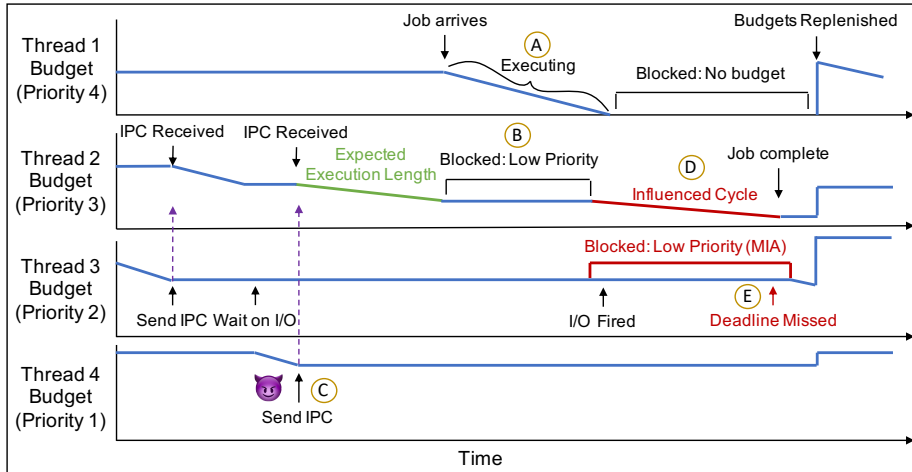 Job arrives
Budgets Replenished
Thread 1
Budget
(Priority 4)
A
Executing
Blocked: No budget
IPC Received
IPC Received
Thread 2
Budget
(Priority 3)
Expected
Execution Length
B
Blocked: Low Priority
D
Influenced Cycle
Job complete
Thread 3
Budget
(Priority 2)
Blocked: Low Priority (MIA)
Send IPC
Wait on I/O
I/O Fired
E
Deadline Missed
Thread 4
Budget
(Priority 1)
C
Send IPC
Time